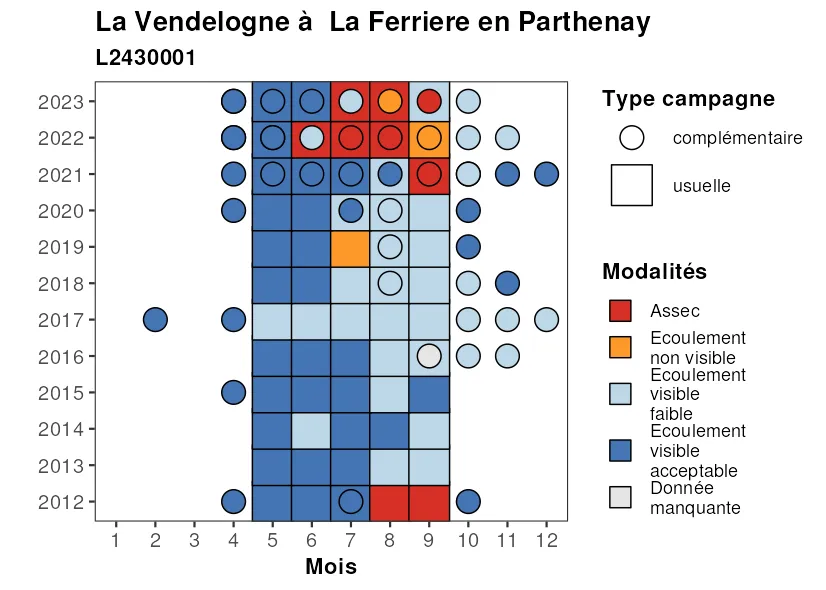 La Vendelogne à  La Ferriere en Parthenay
L2430001
2023
2022
2021
2020
2019
2018
2017
2016
2015
2014
2013
2012
1 2 3 4 5 6 7 8 9 10 11 12
Mois
Type campagne
complémentaire
usuelle
Modalités
Assec
Ecoulement
non visible
Ecoulement
visible
faible
Ecoulement
visible
acceptable
Donnée
manquante